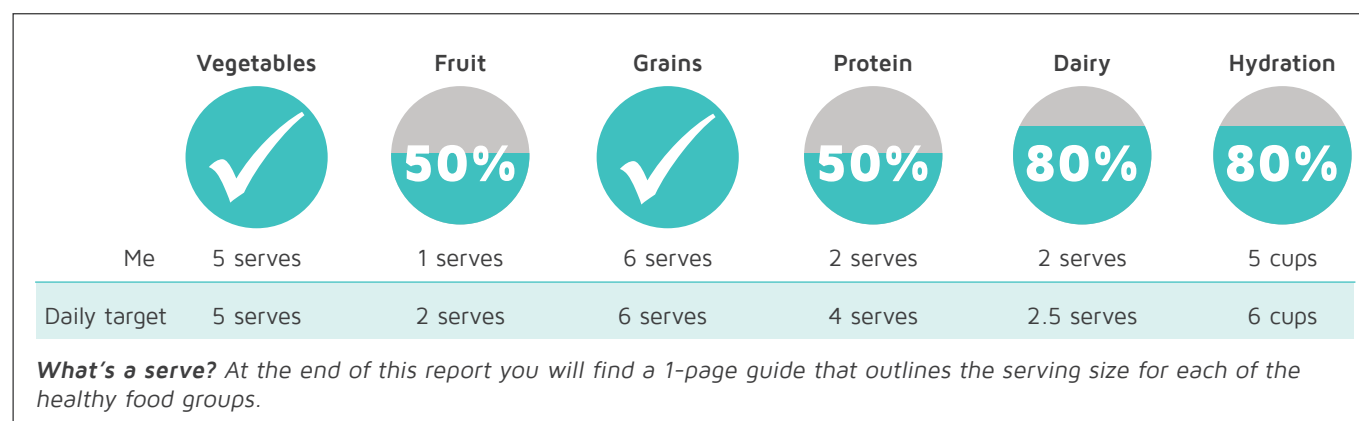 Vegetables Fruit Grains Protein Dairy Hydration
50% 50% 80% 80%
Me 5 serves 1 serves 6 serves 2 serves 2 serves 5 cups
Daily target 5 serves 2 serves 6 serves 4 serves 2.5 serves 6 cups
What's a serve? At the end of this report you will find a 1-page guide that outlines the serving size for each of the
healthy food groups.